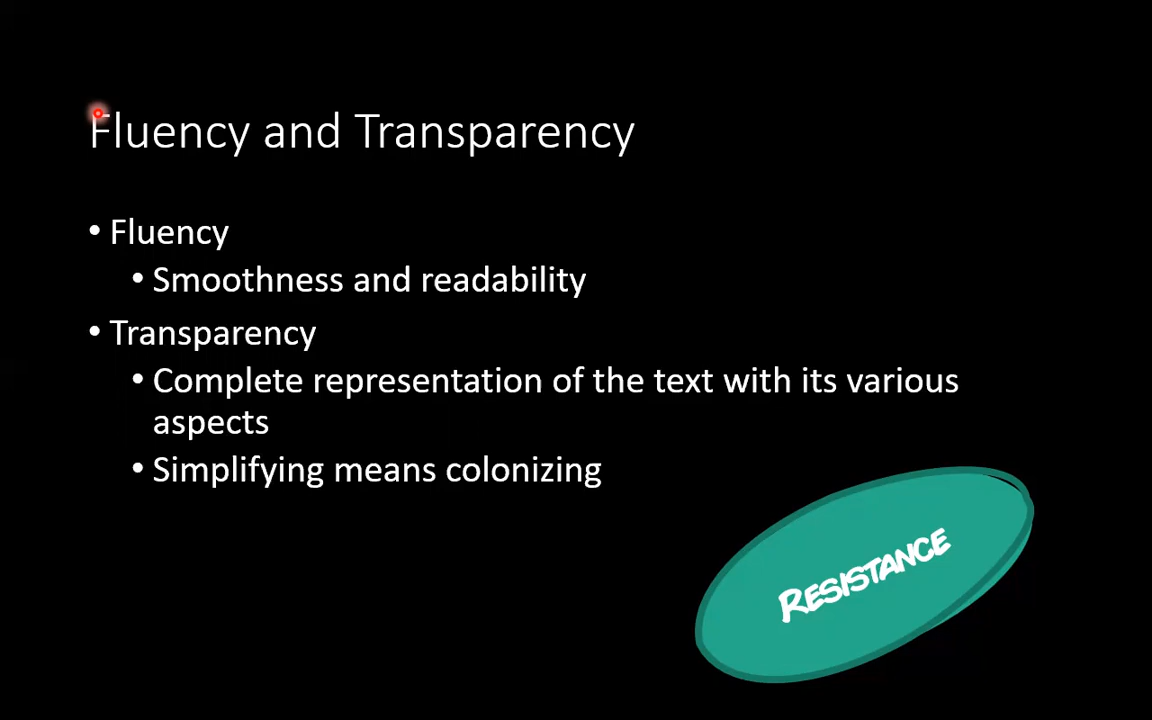 Fluency and Transparency
• Fluency
• Smoothness and readability
• Transparency
• Complete representation of the text with its various
aspects
• Simplifying means colonizing
RESISTANCE